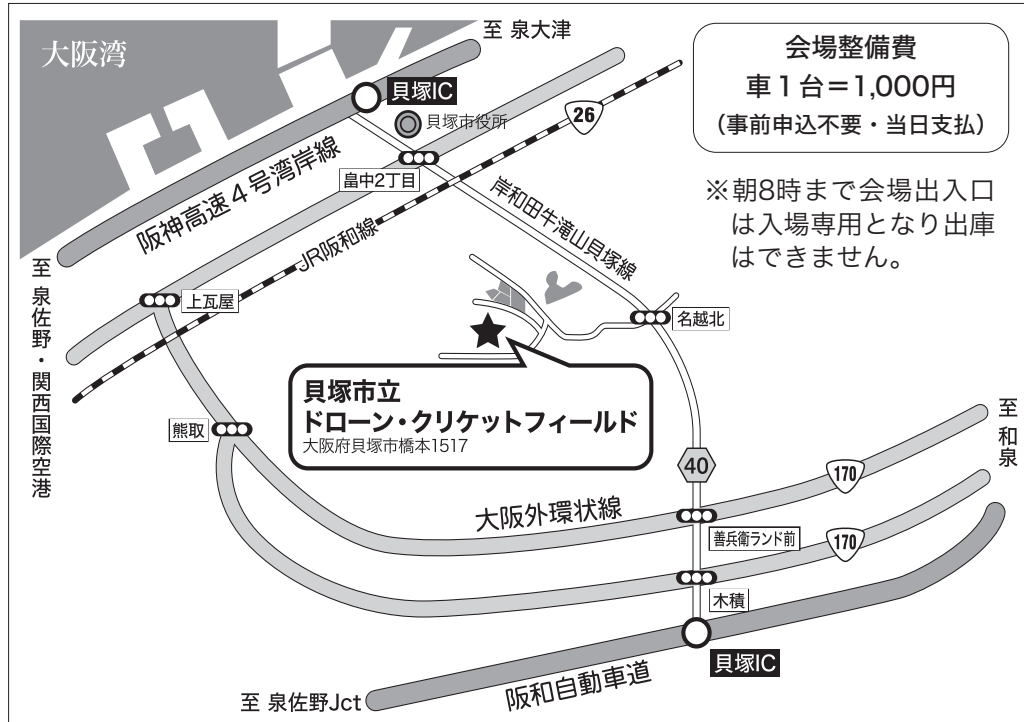 大阪湾
至 泉大津
貝塚IC
貝塚市役所
26
会場整備費
車１台＝1,000円
（事前申込不要・当日支払）
※朝8時まで会場出入口
は入場専用となり出庫
はできません。
畠中2丁目
阪神高速４号湾岸線
JR阪和線
岸和田牛滝山貝塚線
至 泉佐野・関西国際空港
上瓦屋
名越北
貝塚市立
ドローン・クリケットフィールド
大阪府貝塚市橋本1517
熊取
至 和泉
40
170
大阪外環状線
善兵衛ランド前
170
木積
貝塚IC
阪和自動車道
至 泉佐野Jct